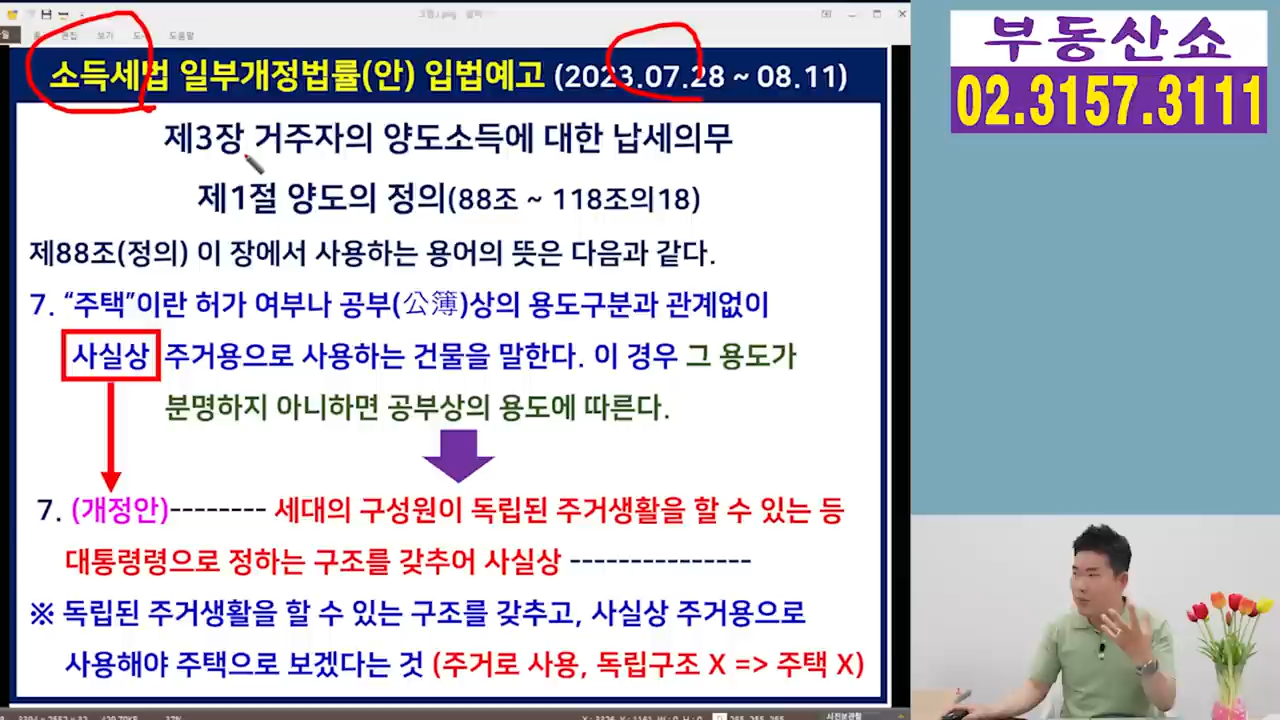 그림J.png
편집
보기
도움말
부동산쇼
02.3157.3111
소득세법 일부개정법률(안) 입법예고 (2023.07.28 ~ 08.11)
제3장 거주자의 양도소득에 대한 납세의무
제1절 양도의 정의(88조 ~ 118조의18)
제88조(정의) 이 장에서 사용하는 용어의 뜻은 다음과 같다.
7. “주택”이란 허가 여부나 공부(公簿)상의 용도구분과 관계없이
사실상 주거용으로 사용하는 건물을 말한다. 이 경우 그 용도가
분명하지 아니하면 공부상의 용도에 따른다.
7. (개정안)-------- 세대의 구성원이 독립된 주거생활을 할 수 있는 등
대통령령으로 정하는 구조를 갖추어 사실상 ---------------
※ 독립된 주거생활을 할 수 있는 구조를 갖추고, 사실상 주거용으로
사용해야 주택으로 보겠다는 것 (주거로 사용, 독립구조 X => 주택 X)